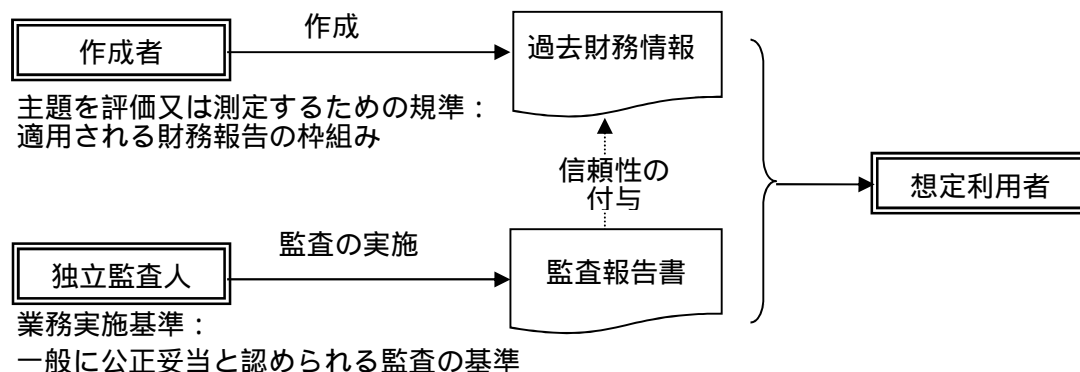 作成
作成者
過去財務情報
主題を評価又は測定するための規準：
適用される財務報告の枠組み
信頼性の
付与
想定利用者
監査の実施
独立監査人
監査報告書
業務実施基準：
一般に公正妥当と認められる監査の基準